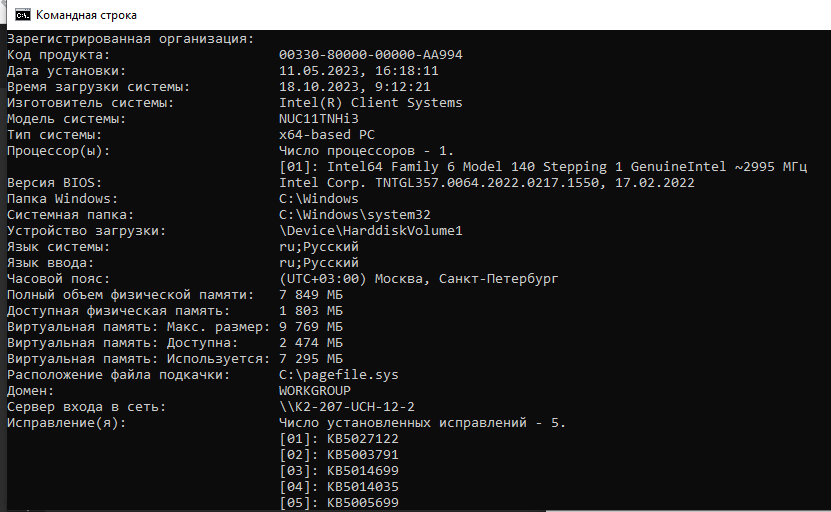 Командная строка
Зарегистрированная организация:
Код продукта: 00330-80000-00000-AA994
Дата установки: 11.05.2023, 16:18:11
Время загрузки системы: 18.10.2023, 9:12:21
Изготовитель системы: Intel(R) Client Systems
Модель системы: NUC11TNHi3
Тип системы: x64-based PC
Процессор(ы): Число процессоров - 1.
[01]: Intel64 Family 6 Model 140 Stepping 1 GenuineIntel ~2995 МГц
Версия BIOS: Intel Corp. TNTGL357.0064.2022.0217.1550, 17.02.2022
Папка Windows: C:\Windows
Системная папка: C:\Windows\system32
Устройство загрузки: \Device\HarddiskVolume1
Язык системы: ru;Русский
Язык ввода: ru;Русский
Часовой пояс: (UTC+03:00) Москва, Санкт-Петербург
Полный объем физической памяти: 7 849 МБ
Доступная физическая память: 1 803 МБ
Виртуальная память: Макс. размер: 9 769 МБ
Виртуальная память: Доступна: 2 474 МБ
Виртуальная память: Используется: 7 295 МБ
Расположение файла подкачки: C:\pagefile.sys
Домен: WORKGROUP
Сервер входа в сеть: \\K2-207-UCH-12-2
Исправление(я): Число установленных исправлений - 5.
[01]: KB5027122
[02]: KB5003791
[03]: KB5014699
[04]: KB5014035
[05]: KB5005699